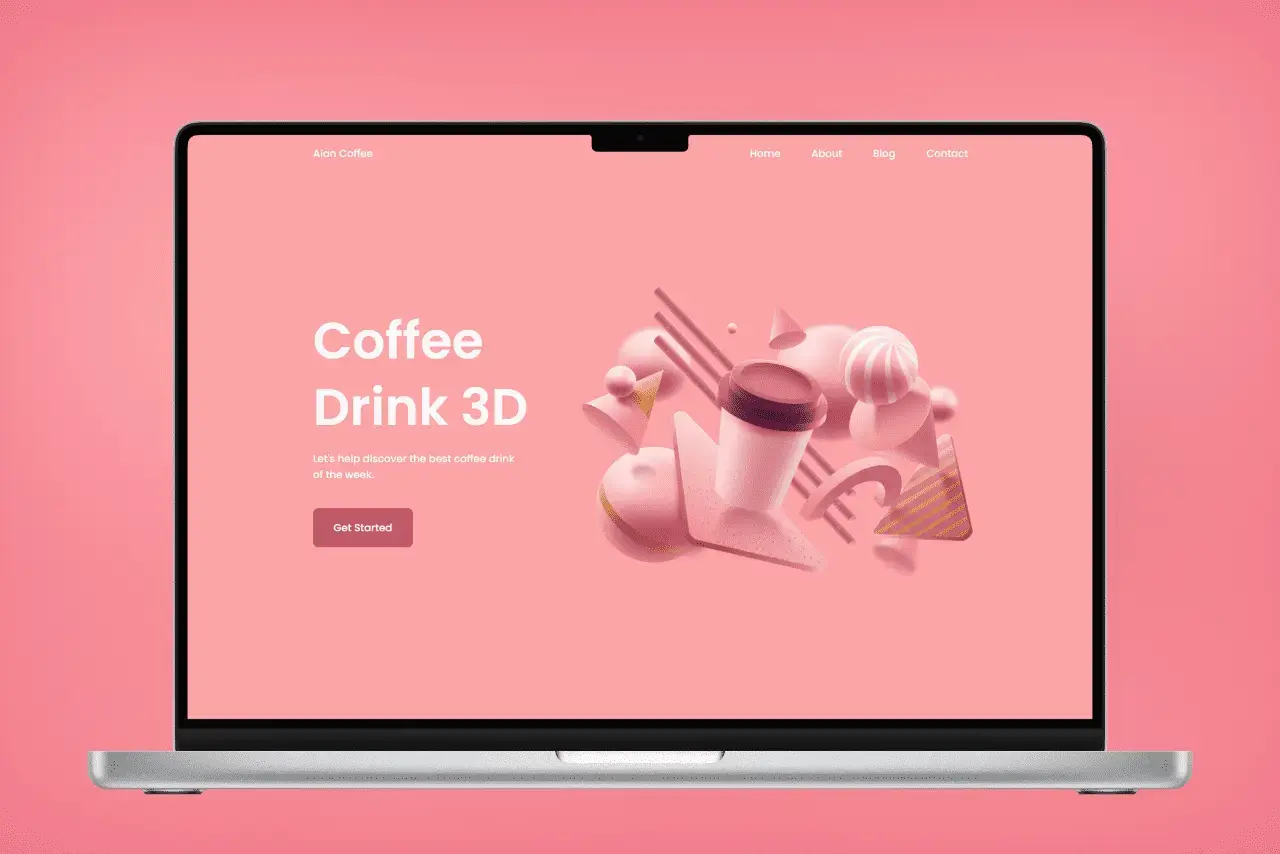 Alan Coffee
Home About Blog Contact
Coffee
Drink 3D
Let's help discover the best coffee drink
of the week.
Get Started